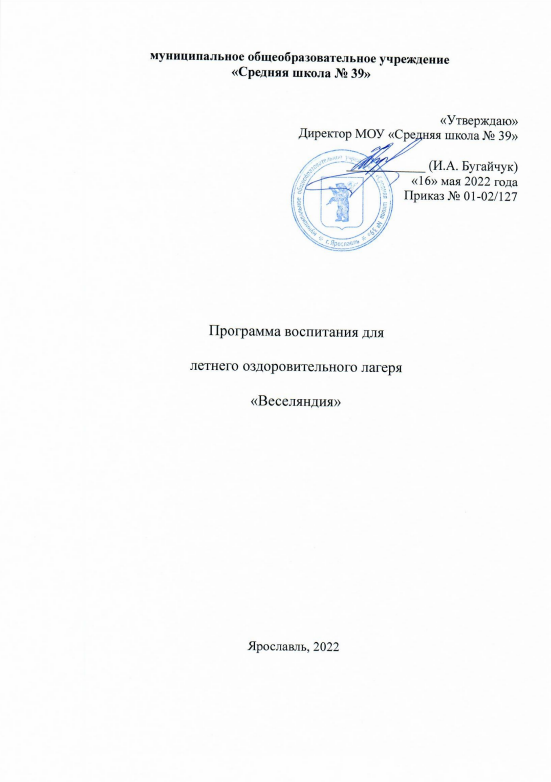 муниципальное общеобразовательное учреждение
«Средняя школа № 39»
«Утверждаю»
Директор МОУ «Средняя школа № 39»
(И.А. Бугайчук)
«16» мая 2022 года
Приказ № 01-02/127
г. Ярославль
Программа воспитания для
летнего оздоровительного лагеря
«Веселяндия»
Ярославль, 2022